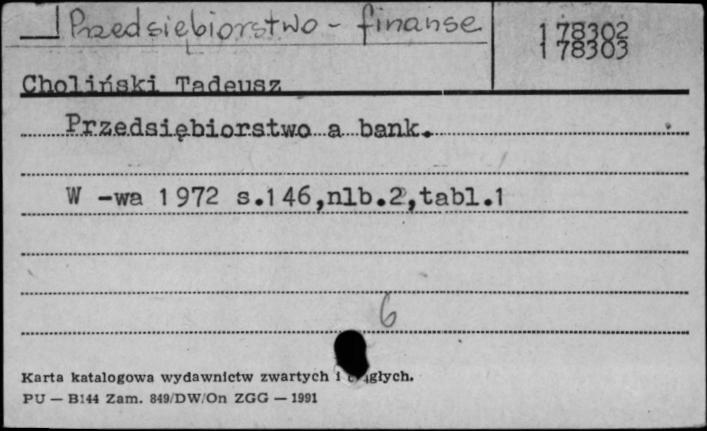 Przedsiębiorstwo - finanse
178302
178303
Choliński Tadeusz
Przedsiębiorstwo a bank.
W -wa 1972 s.146,nlb.2,tabl.1
6
Karta katalogowa wydawnictw zwartych i ciągłych.
PU — B144 Zam. 849/DW/On ZGG — 1991